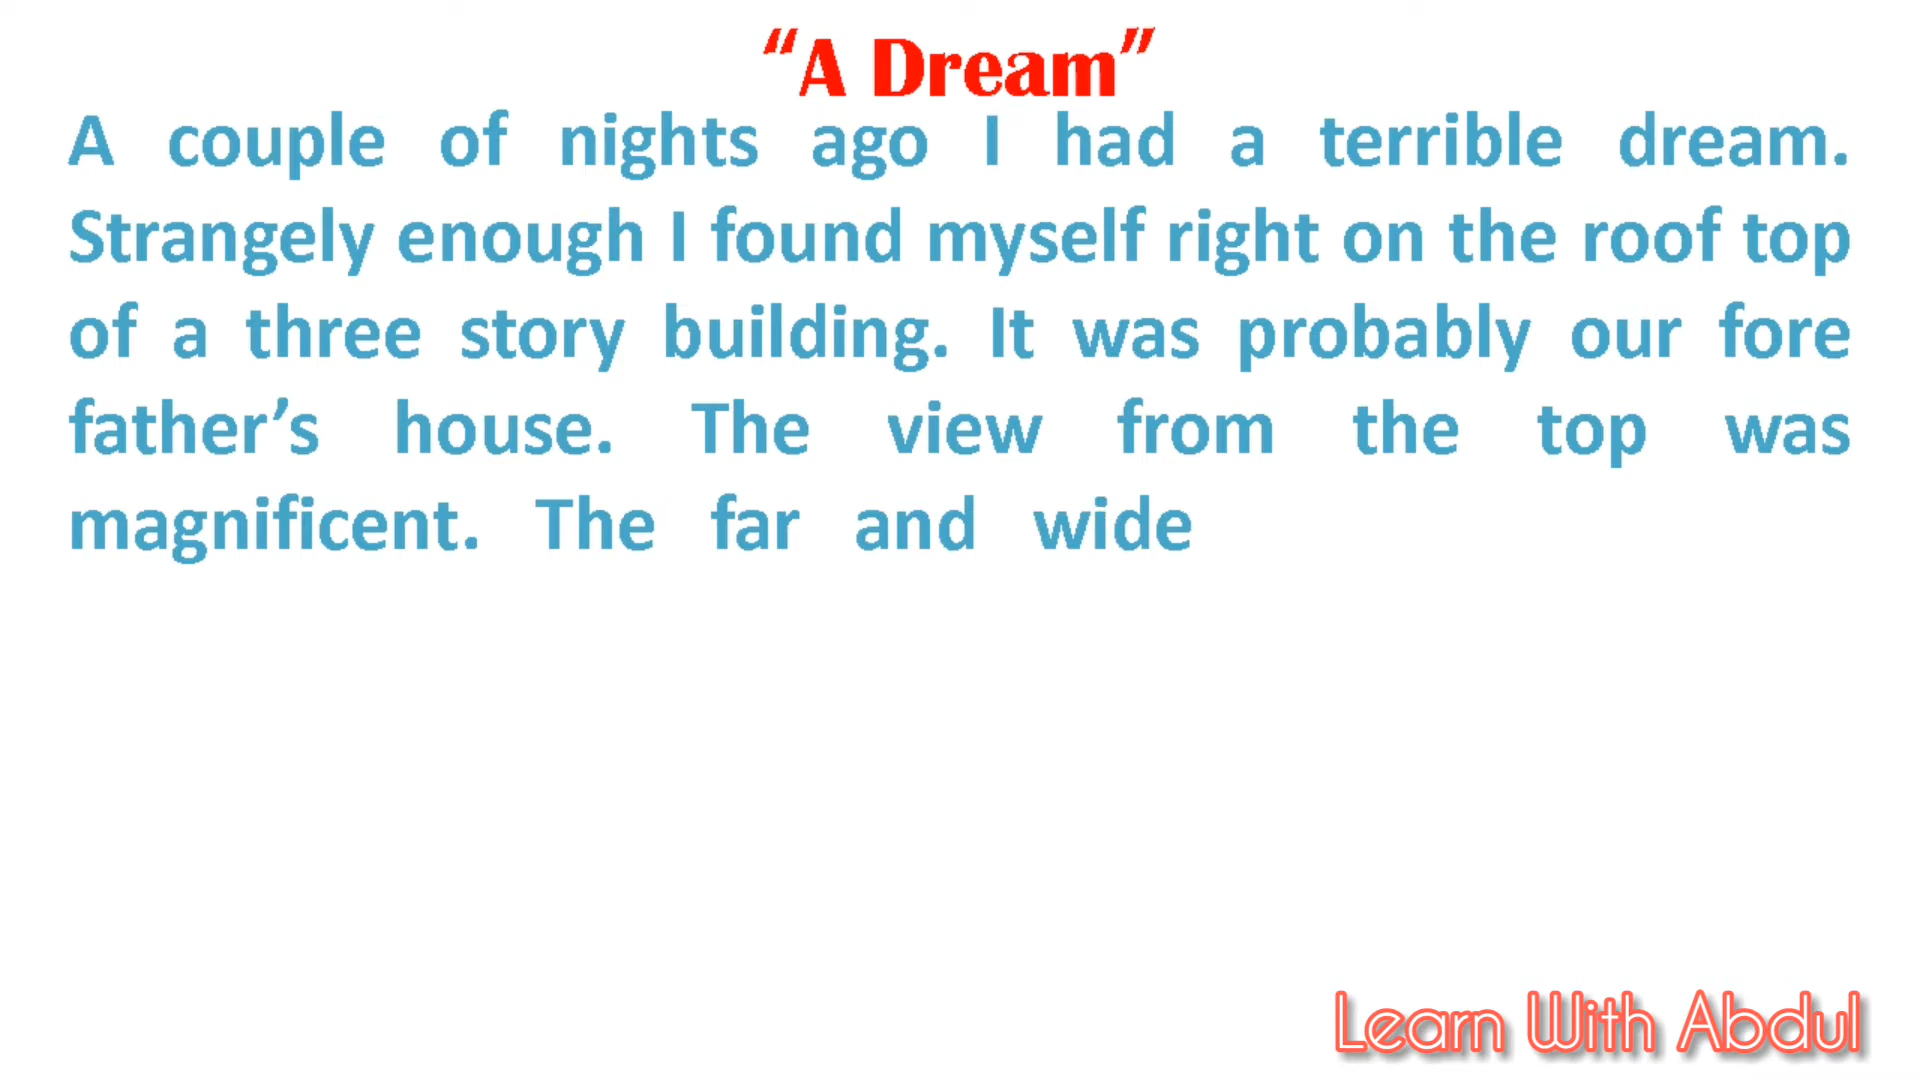 “A Dream”
A couple of nights ago I had a terrible dream.
Strangely enough I found myself right on the roof top
of a three story building. It was probably our fore
father’s house. The view from the top was
magnificent. The far and wide
Learn With Abdul